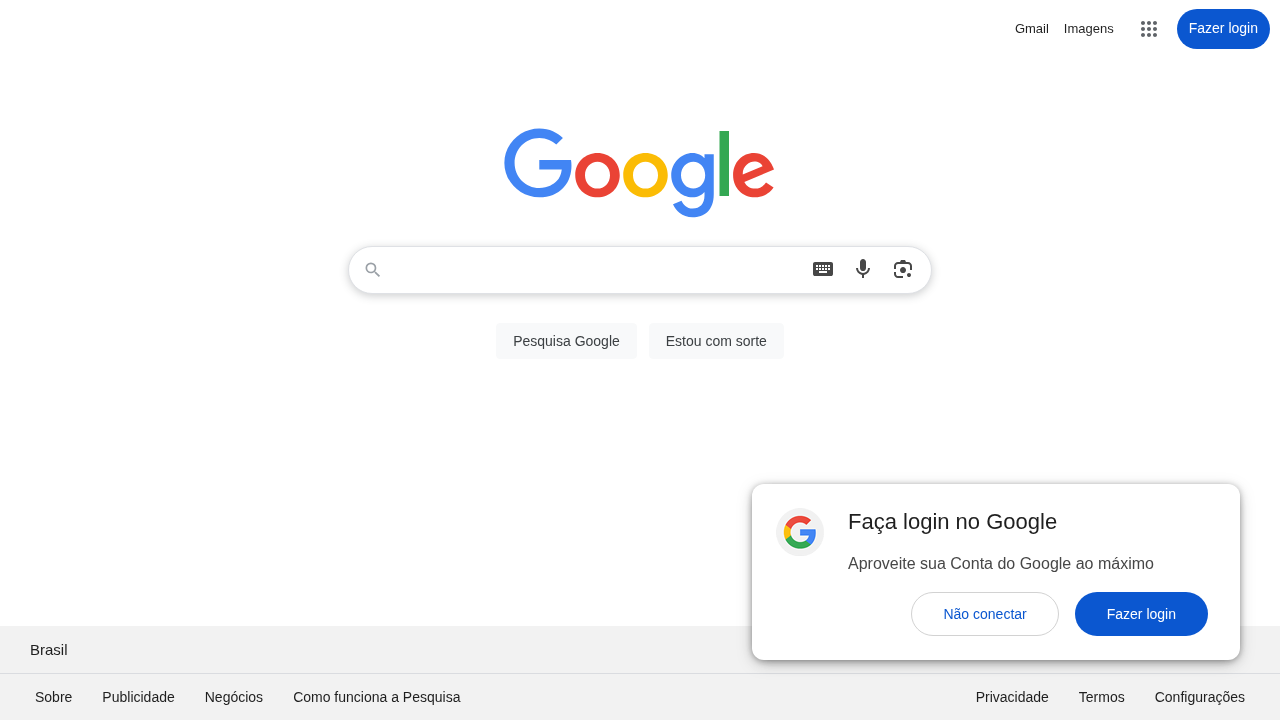 Gmail Imagens Fazer login
Google
Pesquisa Google Estou com sorte
Faça login no Google
Aproveite sua Conta do Google ao máximo
Não conectar Fazer login
Brasil
Sobre Publicidade Negócios Como funciona a Pesquisa Privacidade Termos Configurações